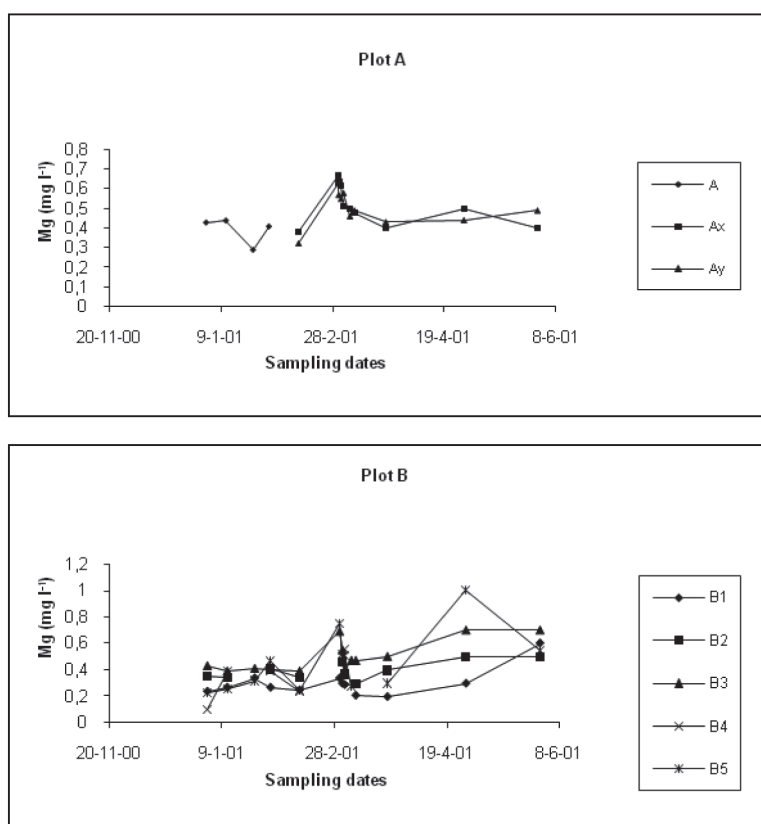 Plot A
Mg (mg l⁻¹)
0,8
0,7
0,6
0,5
0,4
0,3
0,2
0,1
0
20-11-00 9-1-01 28-2-01 19-4-01 8-6-01
Sampling dates
A
Ax
Ay
Plot B
Mg (mg l⁻¹)
1,2
1
0,8
0,6
0,4
0,2
0
20-11-00 9-1-01 28-2-01 19-4-01 8-6-01
Sampling dates
B1
B2
B3
B4
B5